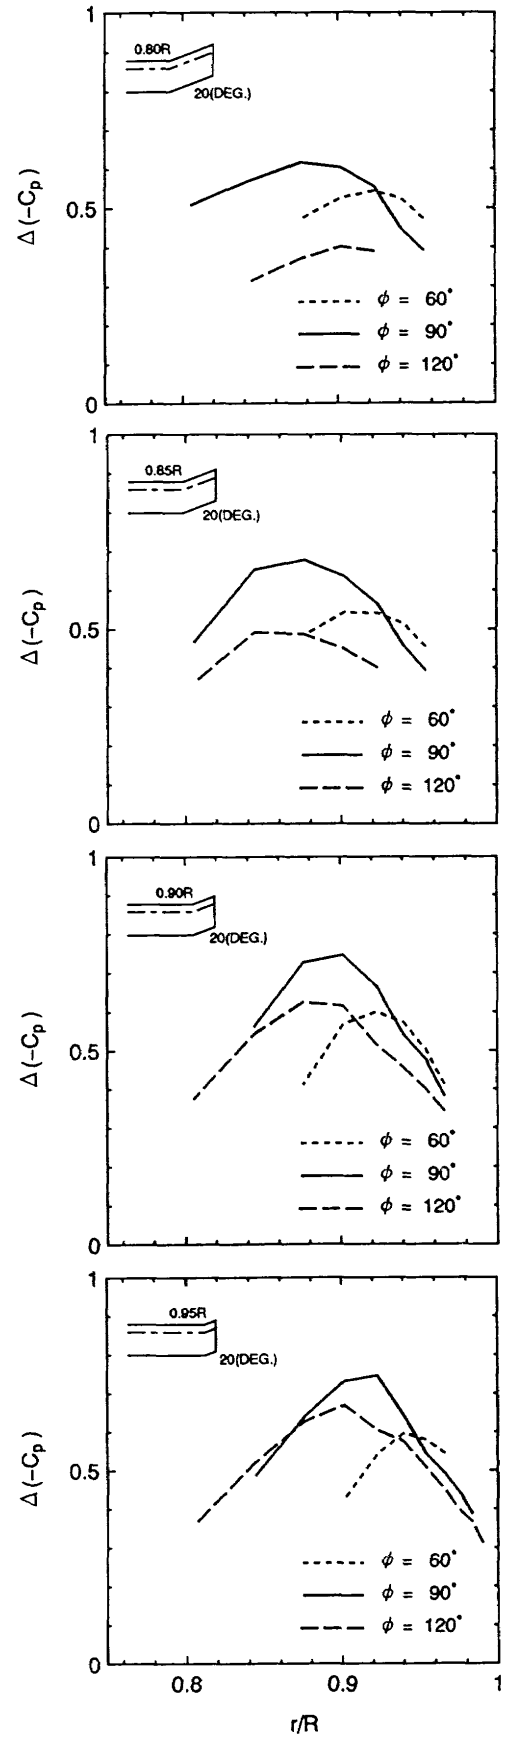 1
0.80R
20(DEG.)
Δ(-Cp)
0.5
ϕ = 60°
ϕ = 90°
ϕ = 120°
0
1
0.85R
20(DEG.)
Δ(-Cp)
0.5
ϕ = 60°
ϕ = 90°
ϕ = 120°
0
1
0.90R
20(DEG.)
Δ(-Cp)
0.5
ϕ = 60°
ϕ = 90°
ϕ = 120°
0
1
0.95R
20(DEG.)
Δ(-Cp)
0.5
ϕ = 60°
ϕ = 90°
ϕ = 120°
0
0.8 0.9 1
r/R